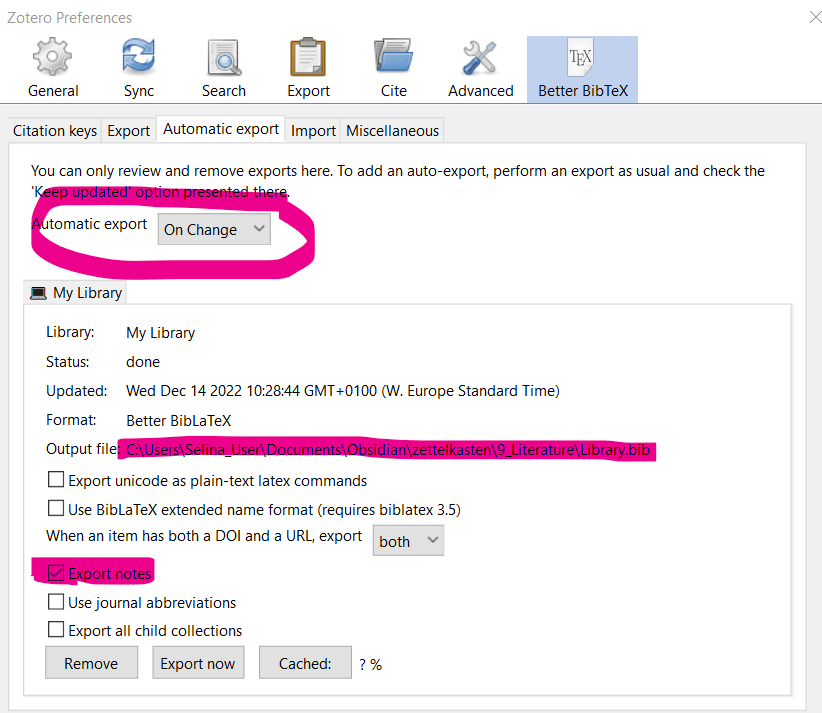 Zotero Preferences
General Sync Search Export Cite Advanced TEX Better BibTeX
Citation keys Export Automatic export Import Miscellaneous
You can only review and remove exports here. To add an auto-export, perform an export as usual and check the
'Keep updated' option presented there.
Automatic export On Change
My Library
Library: My Library
Status: done
Updated: Wed Dec 14 2022 10:28:44 GMT+0100 (W. Europe Standard Time)
Format: Better BibLaTeX
Output file: C:\Users\Selina_User\Documents\Obsidian\zettelkasten\9_Literature\Library.bib
Export unicode as plain-text latex commands
Use BibLaTeX extended name format (requires biblatex 3.5)
When an item has both a DOI and a URL, export both
Export notes
Use journal abbreviations
Export all child collections
Remove Export now Cached: ? %